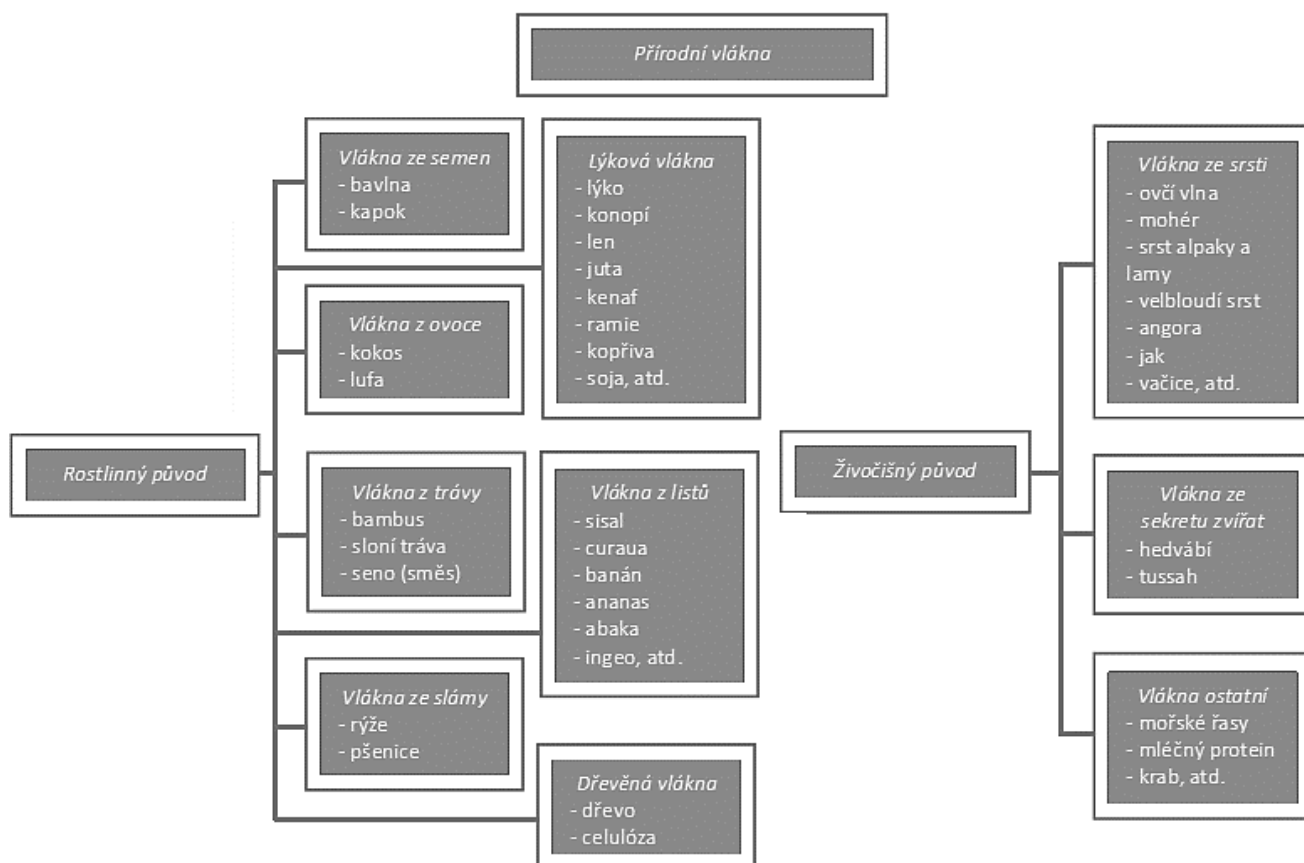 Přírodní vlákna
Rostlinný původ
Vlákna ze semen
- bavlna
- kapok
Lýková vlákna
- lýko
- konopí
- len
- juta
- kenaf
- ramie
- kopřiva
- soja, atd.
Vlákna z ovoce
- kokos
- lufa
Vlákna z trávy
- bambus
- sloní tráva
- seno (směs)
Vlákna z listů
- sisal
- curaua
- banán
- ananas
- abaka
- ingeo, atd.
Vlákna ze slámy
- rýže
- pšenice
Dřevěná vlákna
- dřevo
- celulóza
Živočišný původ
Vlákna ze srsti
- ovčí vlna
- mohér
- srst alpaky a
lamy
- velbloudí srst
- angora
- jak
- vačice, atd.
Vlákna ze
sekretu zvířat
- hedvábí
- tussah
Vlákna ostatní
- mořské řasy
- mléčný protein
- krab, atd.